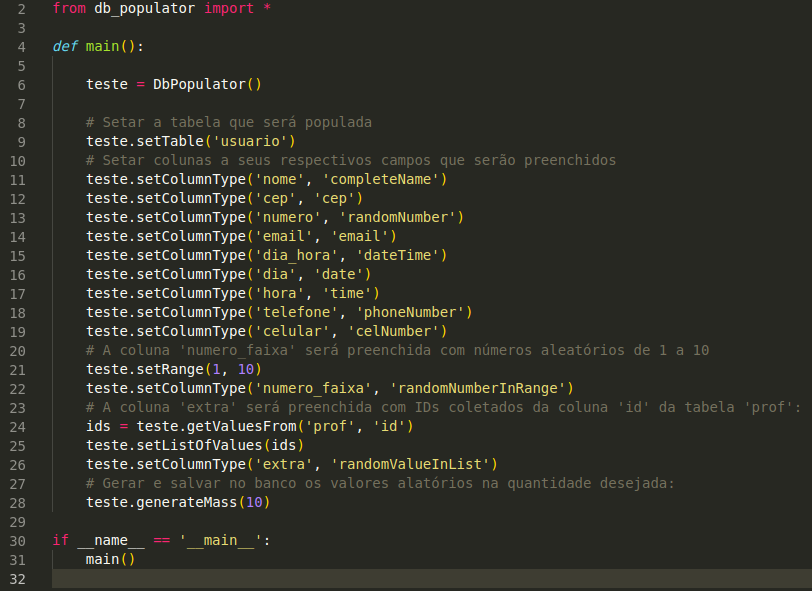 2 from db_populator import *
3
4 def main():
5
6     teste = DbPopulator()
7
8     # Setar a tabela que será populada
9     teste.setTable('usuario')
10     # Setar colunas a seus respectivos campos que serão preenchidos
11     teste.setColumnType('nome', 'completeName')
12     teste.setColumnType('cep', 'cep')
13     teste.setColumnType('numero', 'randomNumber')
14     teste.setColumnType('email', 'email')
15     teste.setColumnType('dia_hora', 'dateTime')
16     teste.setColumnType('dia', 'date')
17     teste.setColumnType('hora', 'time')
18     teste.setColumnType('telefone', 'phoneNumber')
19     teste.setColumnType('celular', 'celNumber')
20     # A coluna 'numero_faixa' será preenchida com números aleatórios de 1 a 10
21     teste.setRange(1, 10)
22     teste.setColumnType('numero_faixa', 'randomNumberInRange')
23     # A coluna 'extra' será preenchida com IDs coletados da coluna 'id' da tabela 'prof':
24     ids = teste.getValuesFrom('prof', 'id')
25     teste.setListOfValues(ids)
26     teste.setColumnType('extra', 'randomValueInList')
27     # Gerar e salvar no banco os valores alatórios na quantidade desejada:
28     teste.generateMass(10)
29
30 if __name__ == '__main__':
31     main()
32